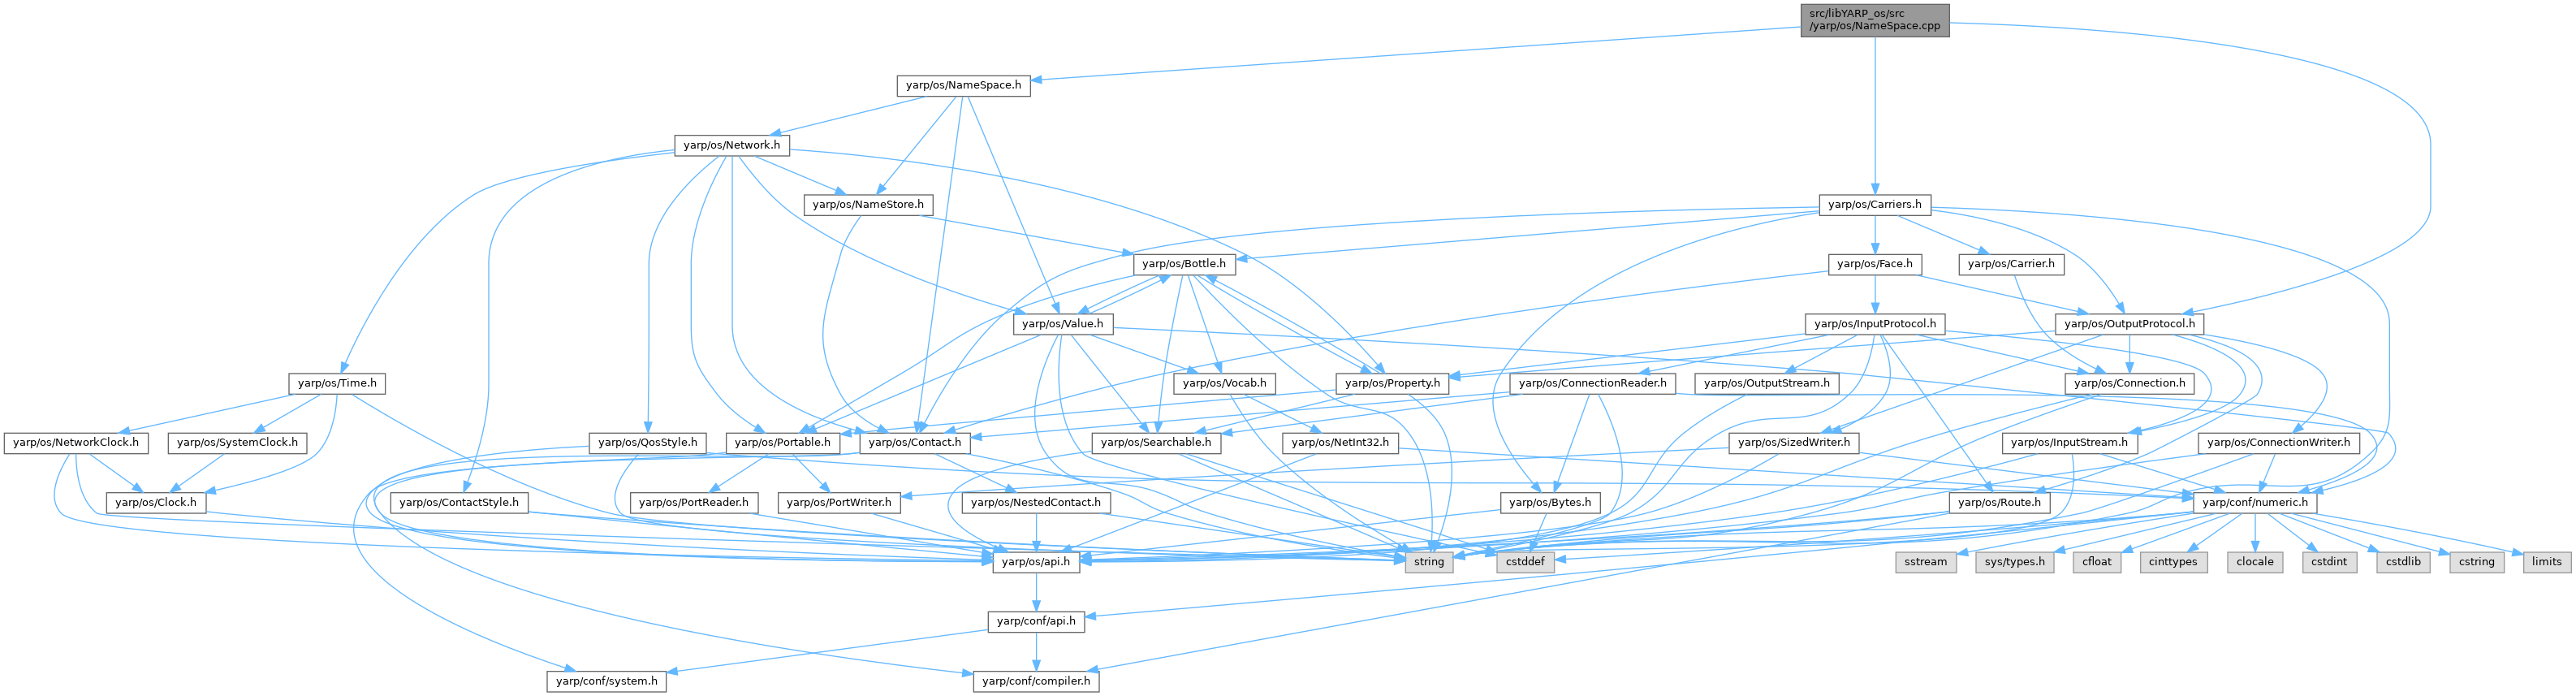 src/libYARP_os/src
/yarp/os/NameSpace.cpp
yarp/os/NameSpace.h
yarp/os/Network.h
yarp/os/NameStore.h
yarp/os/Carriers.h
yarp/os/Bottle.h
yarp/os/Face.h
yarp/os/Carrier.h
yarp/os/Value.h
yarp/os/InputProtocol.h
yarp/os/OutputProtocol.h
yarp/os/Time.h
yarp/os/Vocab.h
yarp/os/Property.h
yarp/os/ConnectionReader.h
yarp/os/OutputStream.h
yarp/os/Connection.h
yarp/os/NetworkClock.h
yarp/os/SystemClock.h
yarp/os/QosStyle.h
yarp/os/Portable.h
yarp/os/Contact.h
yarp/os/Searchable.h
yarp/os/NetInt32.h
yarp/os/SizedWriter.h
yarp/os/InputStream.h
yarp/os/ConnectionWriter.h
yarp/os/Clock.h
yarp/os/ContactStyle.h
yarp/os/PortReader.h
yarp/os/PortWriter.h
yarp/os/NestedContact.h
yarp/os/Bytes.h
yarp/os/Route.h
yarp/conf/numeric.h
yarp/os/api.h
string
cstddef
sstream
sys/types.h
cfloat
cinttypes
clocale
cstdint
cstdlib
cstring
limits
yarp/conf/api.h
yarp/conf/system.h
yarp/conf/compiler.h